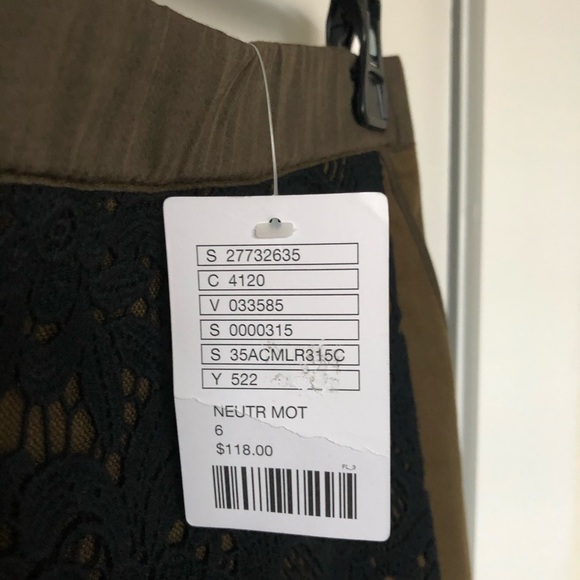 S 27732635
C 4120
V 033585
S 0000315
S 35ACMLR315C
Y 522
NEUTR MOT
6
$118.00